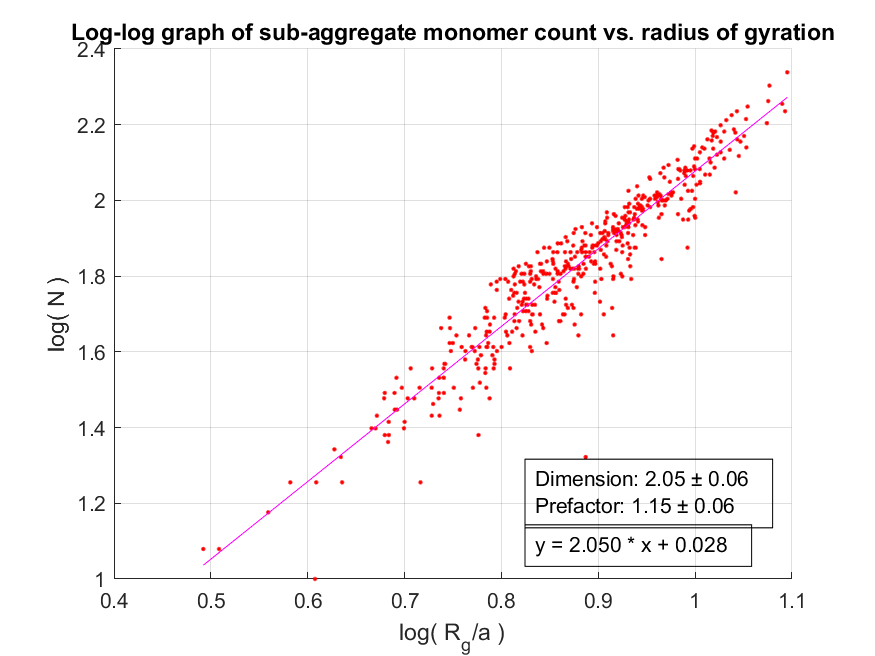 Log-log graph of sub-aggregate monomer count vs. radius of gyration
2.4
2.2
2
1.8
1.6
1.4
1.2
1
log( N )
Dimension: 2.05 ± 0.06
Prefactor: 1.15 ± 0.06
y = 2.050 * x + 0.028
0.4 0.5 0.6 0.7 0.8 0.9 1 1.1
log( R_g/a )